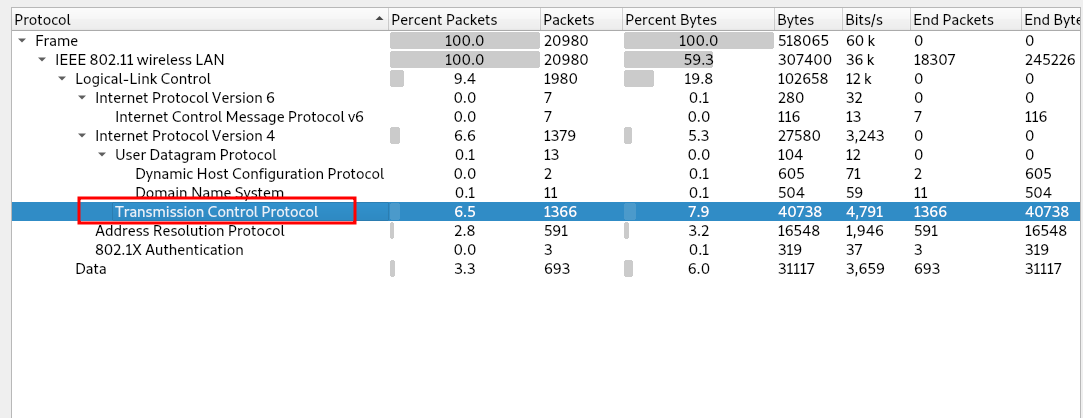 Protocol Percent Packets Packets Percent Bytes Bytes Bits/s End Packets End Byte
Frame 100.0 20980 100.0 518065 60 k 0 0
IEEE 802.11 wireless LAN 100.0 20980 59.3 307400 36 k 18307 245226
Logical-Link Control 9.4 1980 19.8 102658 12 k 0 0
Internet Protocol Version 6 0.0 7 0.1 280 32 0 0
Internet Control Message Protocol v6 0.0 7 0.0 116 13 7 116
Internet Protocol Version 4 6.6 1379 5.3 27580 3,243 0 0
User Datagram Protocol 0.1 13 0.0 104 12 0 0
Dynamic Host Configuration Protocol 0.0 2 0.1 605 71 2 605
Domain Name System 0.1 11 0.1 504 59 11 504
Transmission Control Protocol 6.5 1366 7.9 40738 4,791 1366 40738
Address Resolution Protocol 2.8 591 3.2 16548 1,946 591 16548
802.1X Authentication 0.0 3 0.1 319 37 3 319
Data 3.3 693 6.0 31117 3,659 693 31117